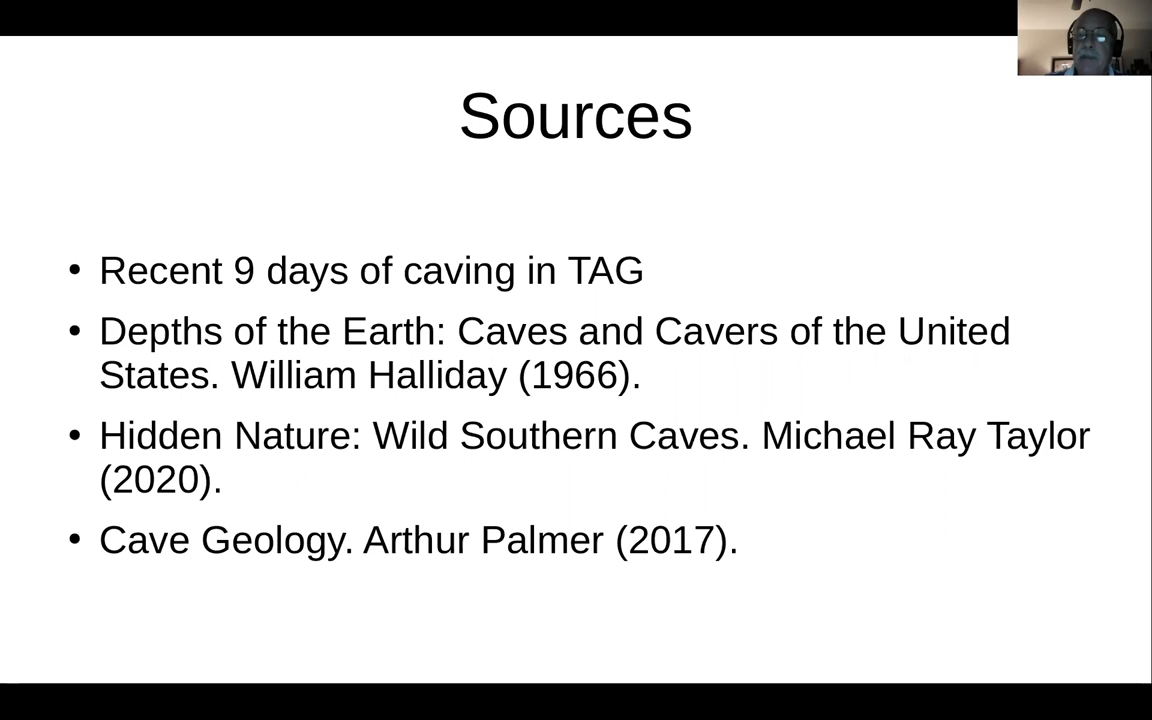 Sources
• Recent 9 days of caving in TAG
• Depths of the Earth: Caves and Cavers of the United
States. William Halliday (1966).
• Hidden Nature: Wild Southern Caves. Michael Ray Taylor
(2020).
• Cave Geology. Arthur Palmer (2017).